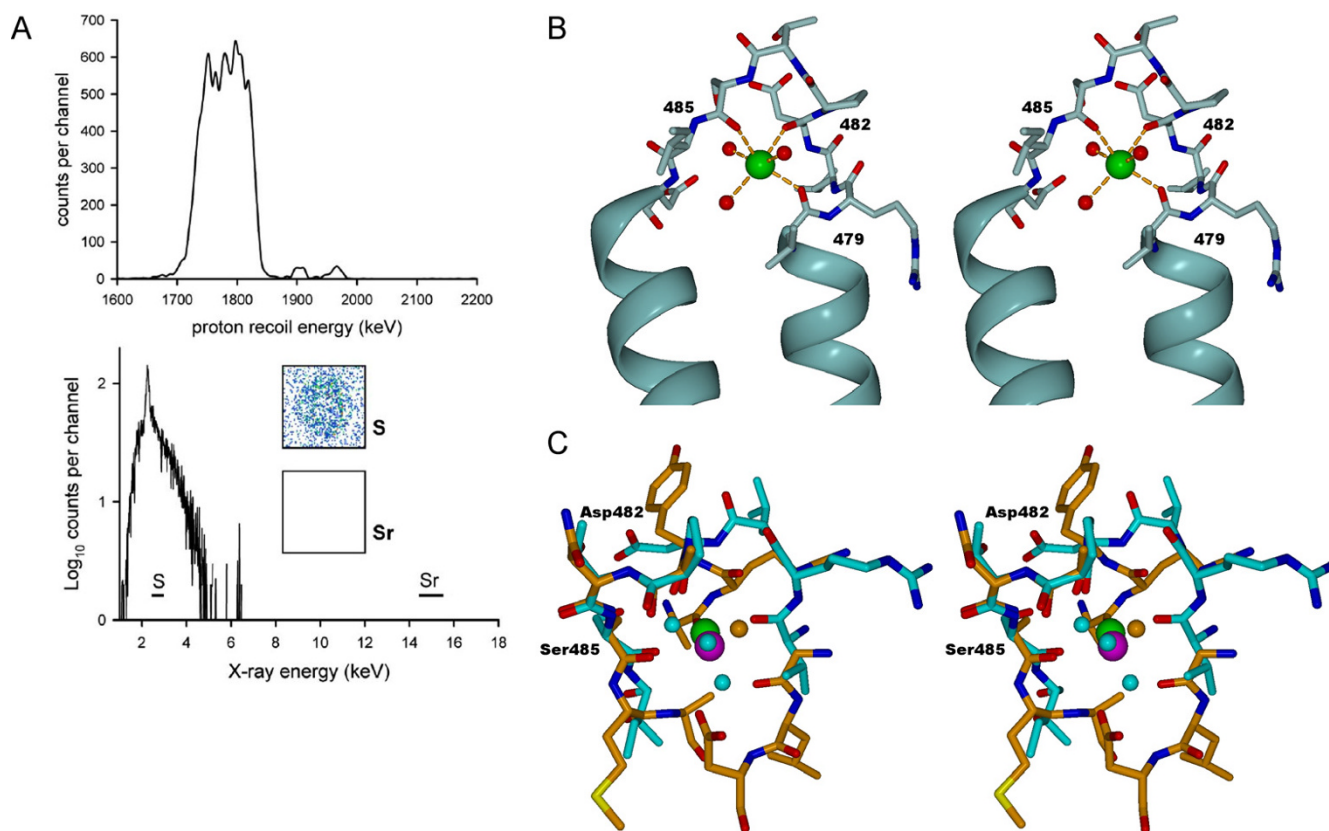 A
700
600
500
400
300
200
100
0
counts per channel
1600 1700 1800 1900 2000 2100 2200
proton recoil energy (keV)
2
1
0
Log10 counts per channel
S
Sr
S
Sr
2 4 6 8 10 12 14 16 18
X-ray energy (keV)
B
485
482
479
485
482
479
C
Asp482
Ser485
Asp482
Ser485